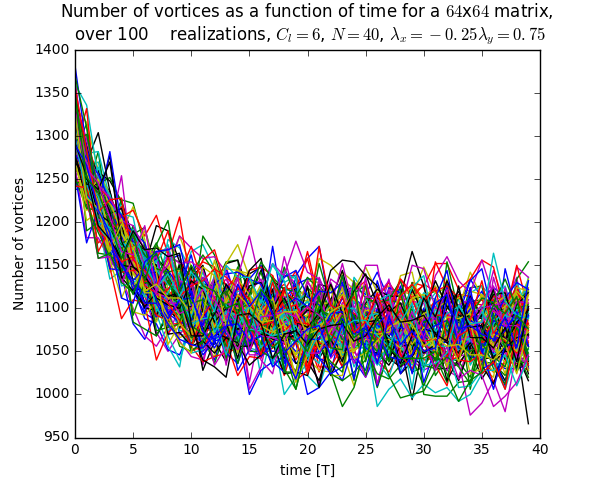 Number of vortices as a function of time for a 64x64 matrix,
over 100    realizations, C_l = 6, N = 40, λ_x = −0.25λ_y = 0.75
1400
1350
1300
1250
1200
1150
1100
1050
1000
950
Number of vortices
0 5 10 15 20 25 30 35 40
time [T]